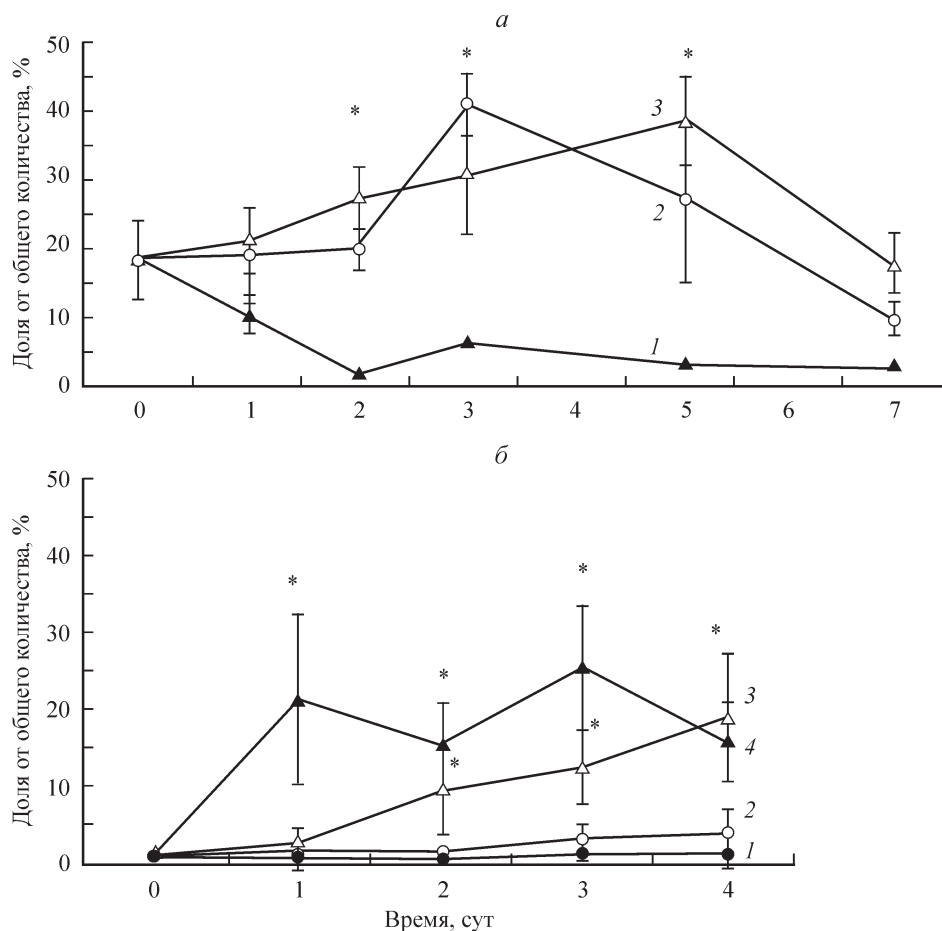 а
Доля от общего количества, %
50
40
30
20
10
0
* * *
3
2
1
0 1 2 3 4 5 6 7
б
Доля от общего количества, %
50
40
30
20
10
0
* * * * * *
3
4
2
1
0 1 2 3 4
Время, сут